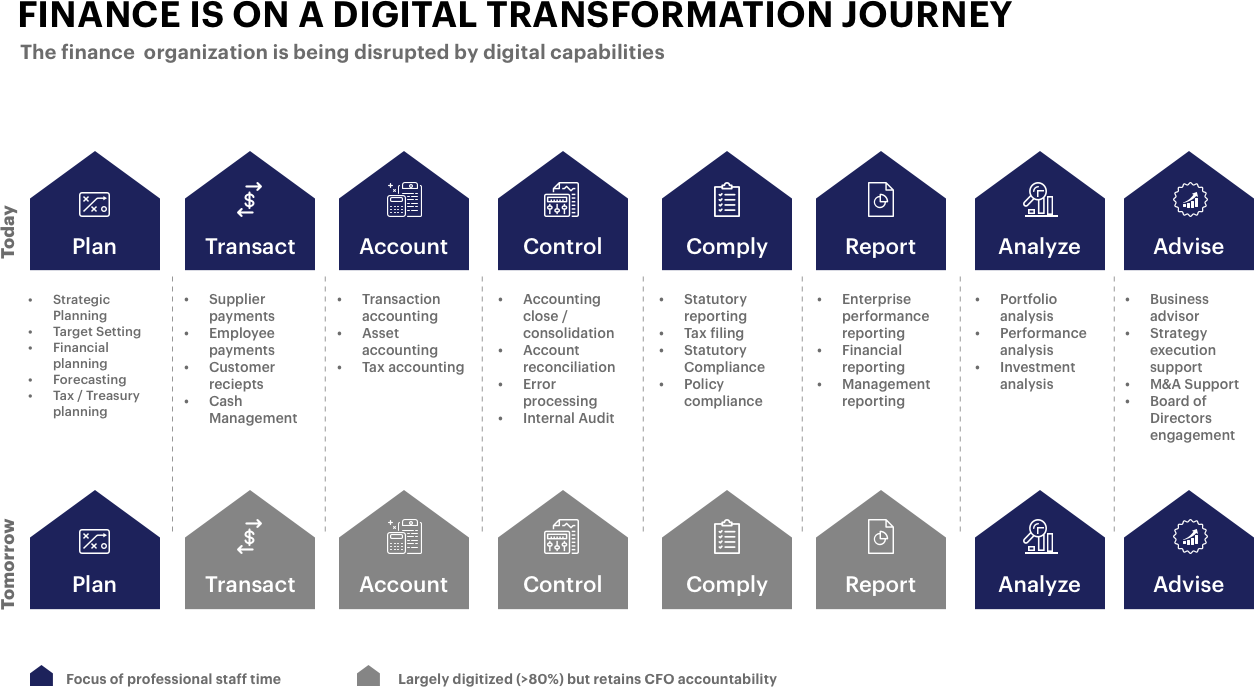 FINANCE IS ON A DIGITAL TRANSFORMATION JOURNEY
The finance organization is being disrupted by digital capabilities
Today
Plan
Transact
Account
Control
Comply
Report
Analyze
Advise
• Strategic
Planning
• Target Setting
• Financial
planning
• Forecasting
• Tax / Treasury
planning
• Supplier
payments
• Employee
payments
• Customer
reciepts
• Cash
Management
• Transaction
accounting
• Asset
accounting
• Tax accounting
• Accounting
close /
consolidation
• Account
reconciliation
• Error
processing
• Internal Audit
• Statutory
reporting
• Tax filing
• Statutory
Compliance
• Policy
compliance
• Enterprise
performance
reporting
• Financial
reporting
• Management
reporting
• Portfolio
analysis
• Performance
analysis
• Investment
analysis
• Business
advisor
• Strategy
execution
support
• M&A Support
• Board of
Directors
engagement
Tomorrow
Plan
Transact
Account
Control
Comply
Report
Analyze
Advise
Focus of professional staff time
Largely digitized (>80%) but retains CFO accountability